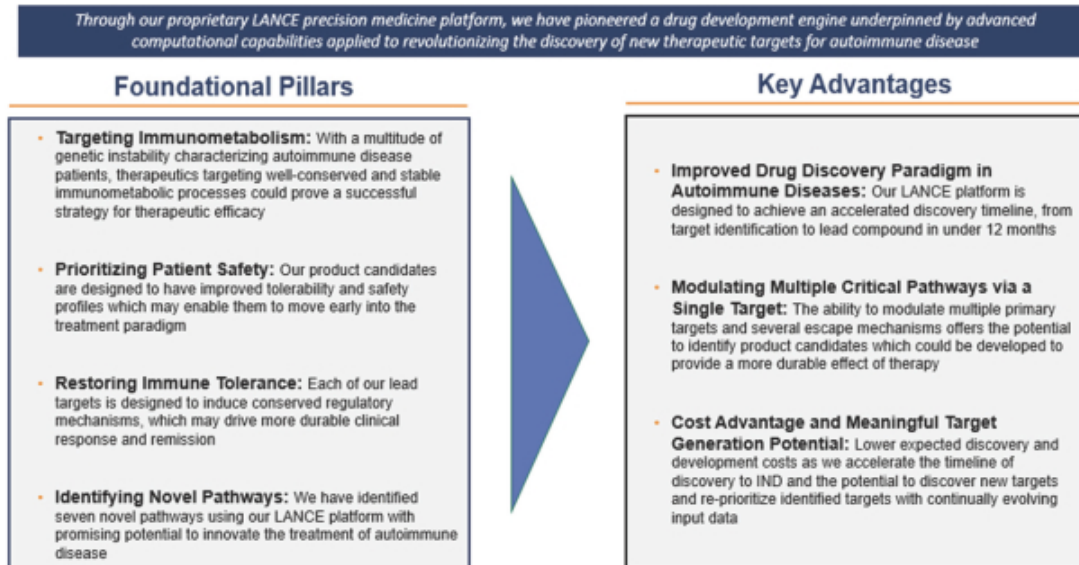 Through our proprietary LANCE precision medicine platform, we have pioneered a drug development engine underpinned by advanced
computational capabilities applied to revolutionizing the discovery of new therapeutic targets for autoimmune disease
Foundational Pillars
• Targeting Immunometabolism: With a multitude of
genetic instability characterizing autoimmune disease
patients, therapeutics targeting well-conserved and stable
immunometabolic processes could prove a successful
strategy for therapeutic efficacy
• Prioritizing Patient Safety: Our product candidates
are designed to have improved tolerability and safety
profiles which may enable them to move early into the
treatment paradigm
• Restoring Immune Tolerance: Each of our lead
targets is designed to induce conserved regulatory
mechanisms, which may drive more durable clinical
response and remission
• Identifying Novel Pathways: We have identified
seven novel pathways using our LANCE platform with
promising potential to innovate the treatment of autoimmune
disease
Key Advantages
• Improved Drug Discovery Paradigm in
Autoimmune Diseases: Our LANCE platform is
designed to achieve an accelerated discovery timeline, from
target identification to lead compound in under 12 months
• Modulating Multiple Critical Pathways via a
Single Target: The ability to modulate multiple primary
targets and several escape mechanisms offers the potential
to identify product candidates which could be developed to
provide a more durable effect of therapy
• Cost Advantage and Meaningful Target
Generation Potential: Lower expected discovery and
development costs as we accelerate the timeline of
discovery to IND and the potential to discover new targets
and re-prioritize identified targets with continually evolving
input data